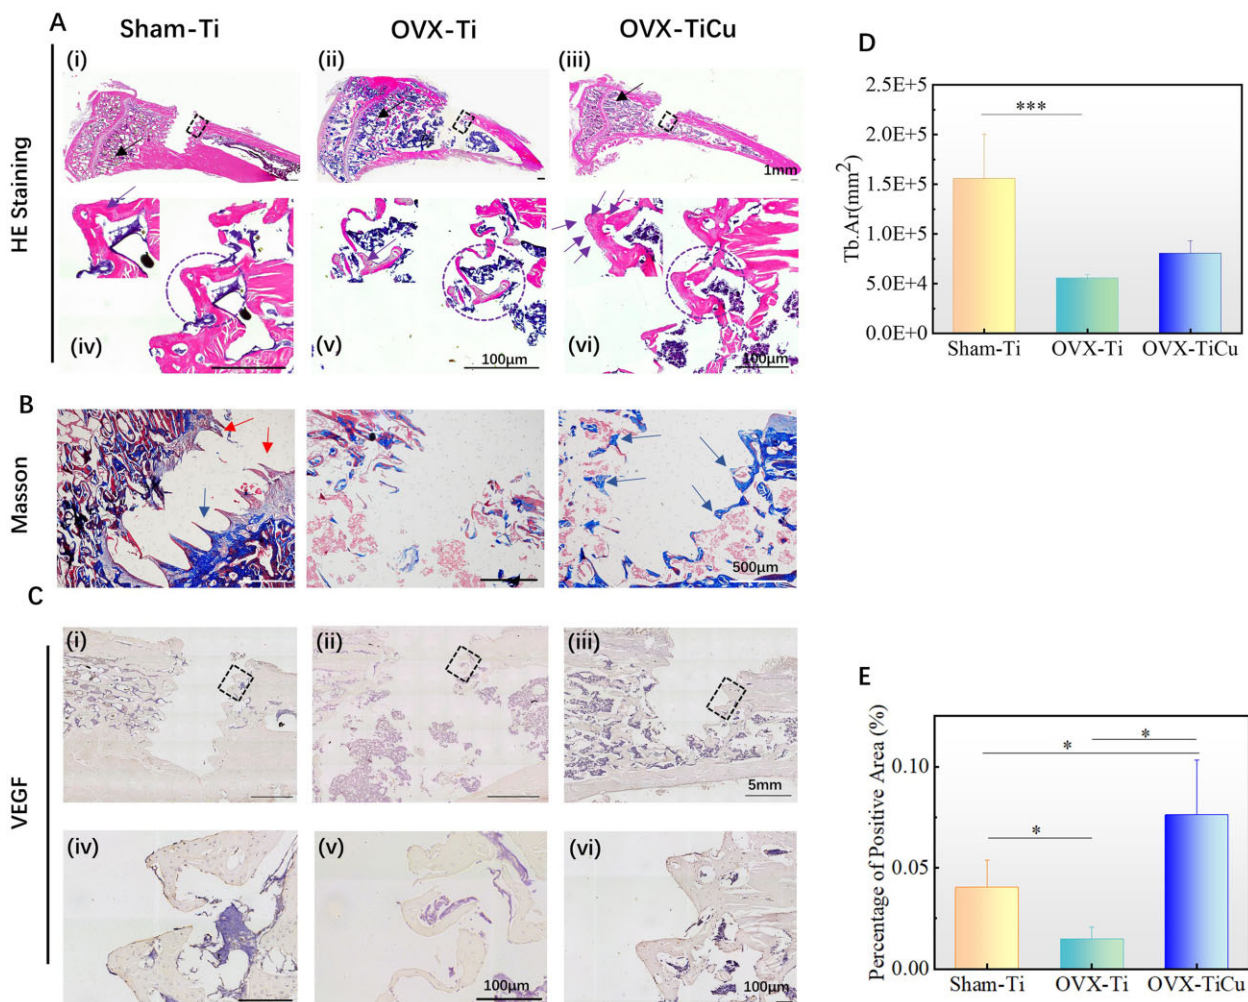 A
Sham-Ti
OVX-Ti
OVX-TiCu
HE Staining
(i)
(ii)
(iii)
1mm
(iv)
(v)
100μm
(vi)
100μm
B
Masson
500μm
C
VEGF
(i)
(ii)
(iii)
5mm
(iv)
(v)
100μm
(vi)
100μm
D
Tb.Ar(mm²)
2.5E+5
2.0E+5
1.5E+5
1.0E+5
5.0E+4
0.0E+0
***
Sham-Ti
OVX-Ti
OVX-TiCu
E
Percentage of Positive Area (%)
0.10
0.05
0.00
*
*
*
Sham-Ti
OVX-Ti
OVX-TiCu